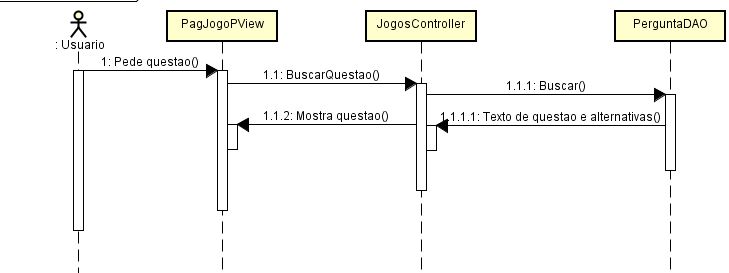 PagJogoPView
JogosController
PerguntaDAO
: Usuario
1: Pede questao()
1.1: BuscarQuestao()
1.1.1: Buscar()
1.1.2: Mostra questao()
1.1.1.1: Texto de questao e alternativas()